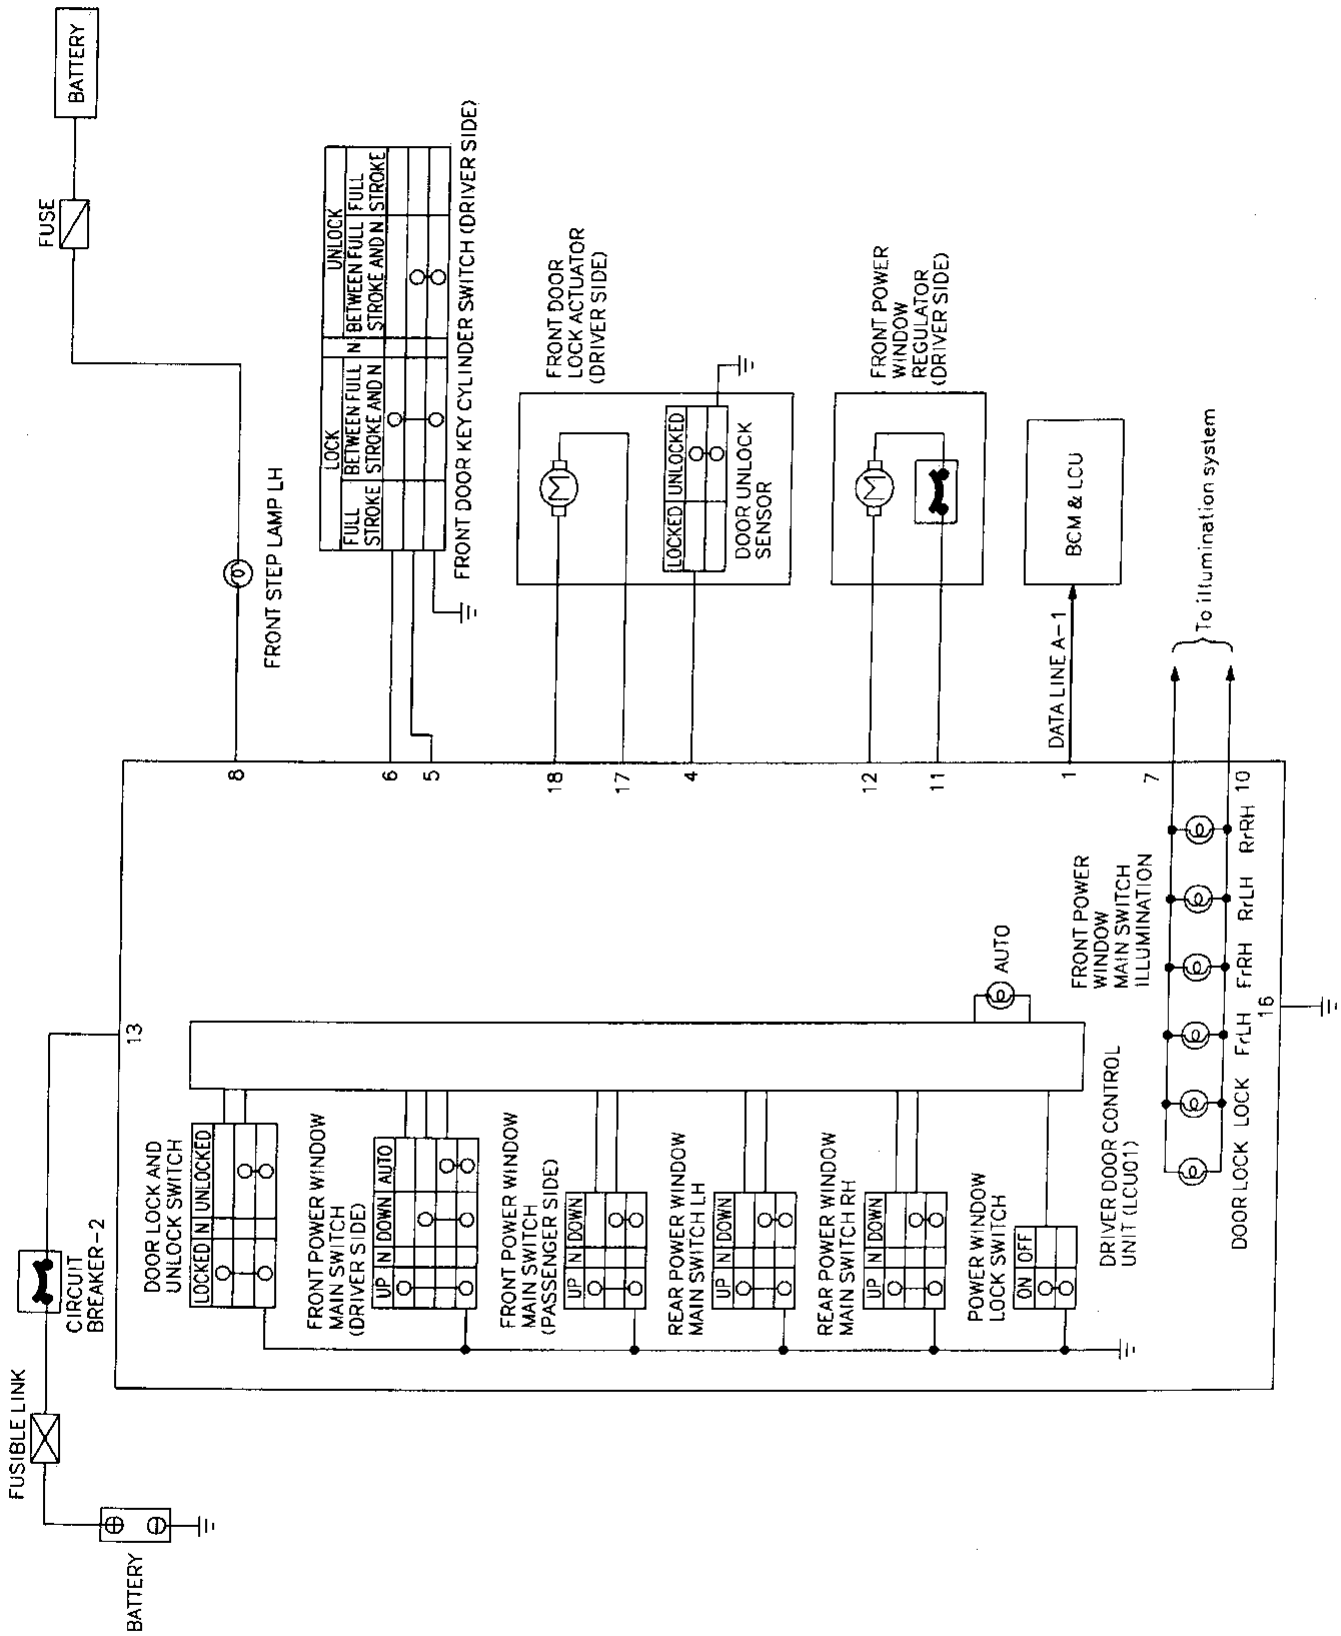 BATTERY
FUSIBLE LINK
CIRCUIT
BREAKER-2
13
DOOR LOCK AND
UNLOCK SWITCH
LOCKED N UNLOCKED
FRONT POWER WINDOW
MAIN SWITCH
(DRIVER SIDE)
UP N DOWN AUTO
FRONT POWER WINDOW
MAIN SWITCH
(PASSENGER SIDE)
UP N DOWN
REAR POWER WINDOW
MAIN SWITCH LH
UP N DOWN
REAR POWER WINDOW
MAIN SWITCH RH
UP N DOWN
POWER WINDOW
LOCK SWITCH
ON OFF
DRIVER DOOR CONTROL
UNIT (LCU01)
AUTO
FRONT POWER
WINDOW
MAIN SWITCH
ILLUMINATION
DOOR LOCK LOCK FrLH FrRH RrLH RrRH
16
8
6
5
18
17
4
12
11
1
7
10
BATTERY
FUSE
FRONT STEP LAMP LH
LOCK N UNLOCK
FULL
STROKE
BETWEEN FULL
STROKE AND N
BETWEEN FULL
STROKE AND N
FULL
STROKE
FRONT DOOR KEY CYLINDER SWITCH (DRIVER SIDE)
FRONT DOOR
LOCK ACTUATOR
(DRIVER SIDE)
M
LOCKED UNLOCKED
DOOR UNLOCK
SENSOR
FRONT POWER
WINDOW
REGULATOR
(DRIVER SIDE)
M
DATA LINE A-1
BCM & LCU
To illumination system